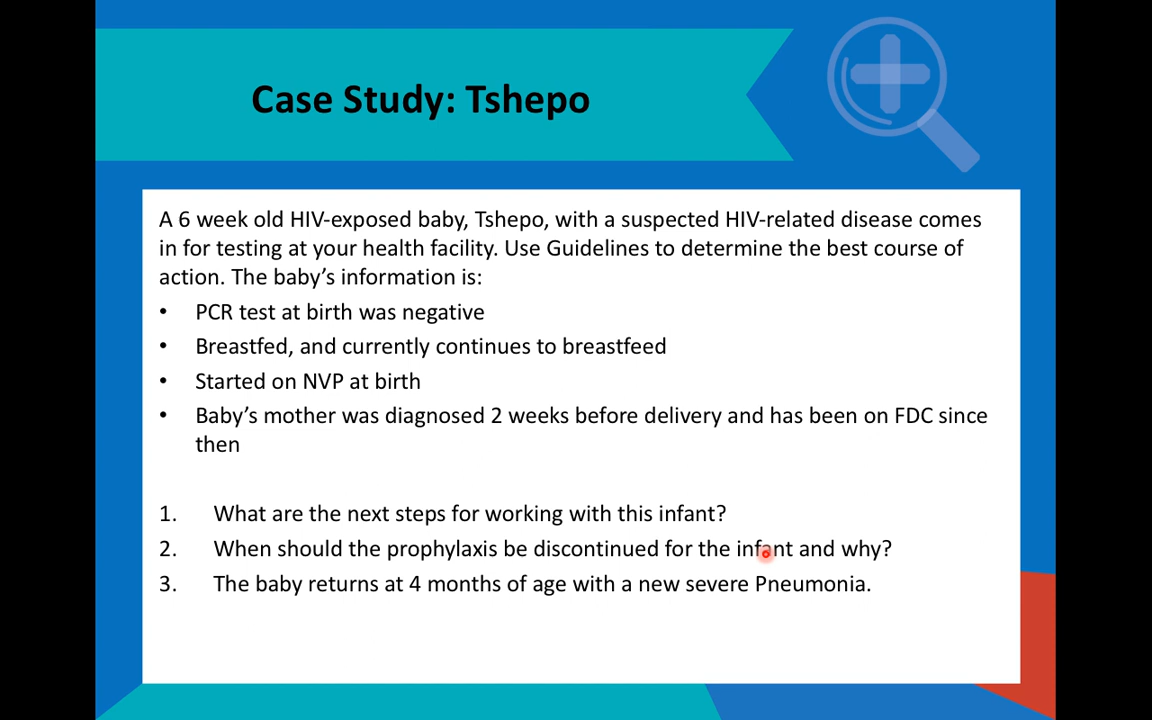 Case Study: Tshepo
A 6 week old HIV-exposed baby, Tshepo, with a suspected HIV-related disease comes
in for testing at your health facility. Use Guidelines to determine the best course of
action. The baby’s information is:
• PCR test at birth was negative
• Breastfed, and currently continues to breastfeed
• Started on NVP at birth
• Baby’s mother was diagnosed 2 weeks before delivery and has been on FDC since
then
1. What are the next steps for working with this infant?
2. When should the prophylaxis be discontinued for the infant and why?
3. The baby returns at 4 months of age with a new severe Pneumonia.